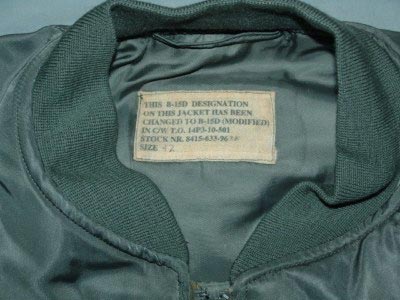 THIS B-15D DESIGNATION
ON THIS JACKET HAS BEEN
CHANGED TO B-15D (MODIFIED)
IN C/W T.O. 14P3-10-501
STOCK NR. 8415-633-96
SIZE